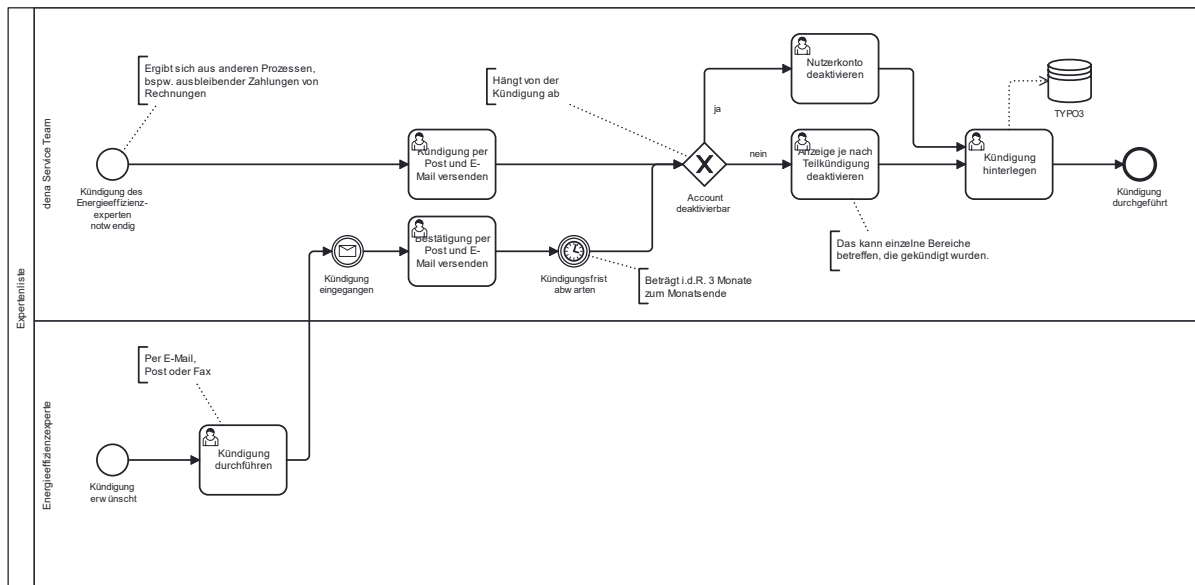 Expertenliste
dena Service Team
Ergibt sich aus anderen Prozessen,
bspw. ausbleibender Zahlungen von
Rechnungen
Kündigung des
Energieeffizienz-
experten
notwendig
Kündigung per
Post und E-
Mail versenden
Hängt von der
Kündigung ab
ja
nein
Account
deaktivierbar
Nutzerkonto
deaktivieren
Anzeige je nach
Teilkündigung
deaktivieren
Das kann einzelne Bereiche
betreffen, die gekündigt wurden.
TYPO3
Kündigung
hinterlegen
Kündigung
durchgeführt
Kündigung
eingegangen
Bestätigung per
Post und E-
Mail versenden
Kündigungsfrist
abwarten
Beträgt i.d.R. 3 Monate
zum Monatsende
Energieeffizienzexperte
Per E-Mail,
Post oder Fax
Kündigung
erwünscht
Kündigung
durchführen